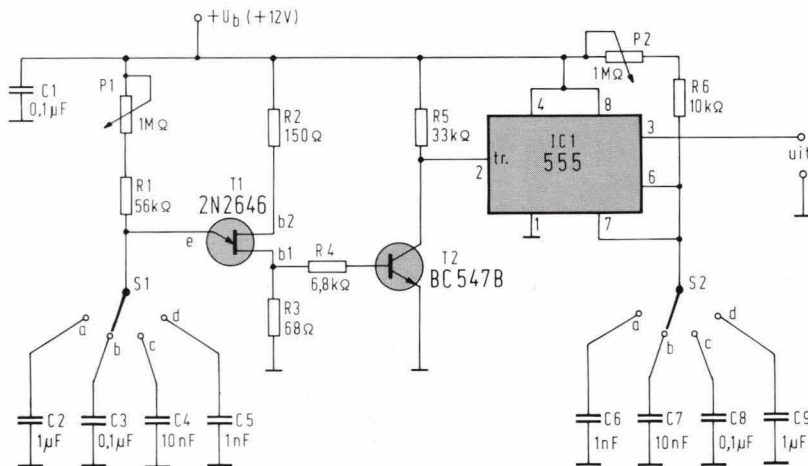 +Ub (+12V)
C1
0,1µF
P1
1MΩ
R1
56kΩ
R2
150Ω
T1
2N2646
e
b2
b1
R3
68Ω
R4
6,8kΩ
T2
BC547B
R5
33kΩ
P2
1MΩ
R6
10kΩ
IC1
555
tr.
2
4
8
3
6
1
7
uit
S1
a
b
c
d
C2
1µF
C3
0,1µF
C4
10nF
C5
1nF
S2
a
b
c
d
C6
1nF
C7
10nF
C8
0,1µF
C9
1µF